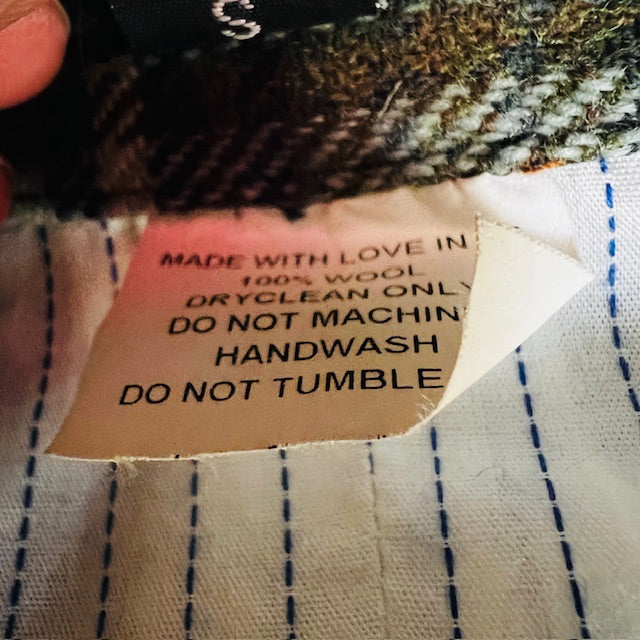 S
MADE WITH LOVE IN
100% WOOL
DRYCLEAN ONLY
DO NOT MACHIN
HANDWASH
DO NOT TUMBLE